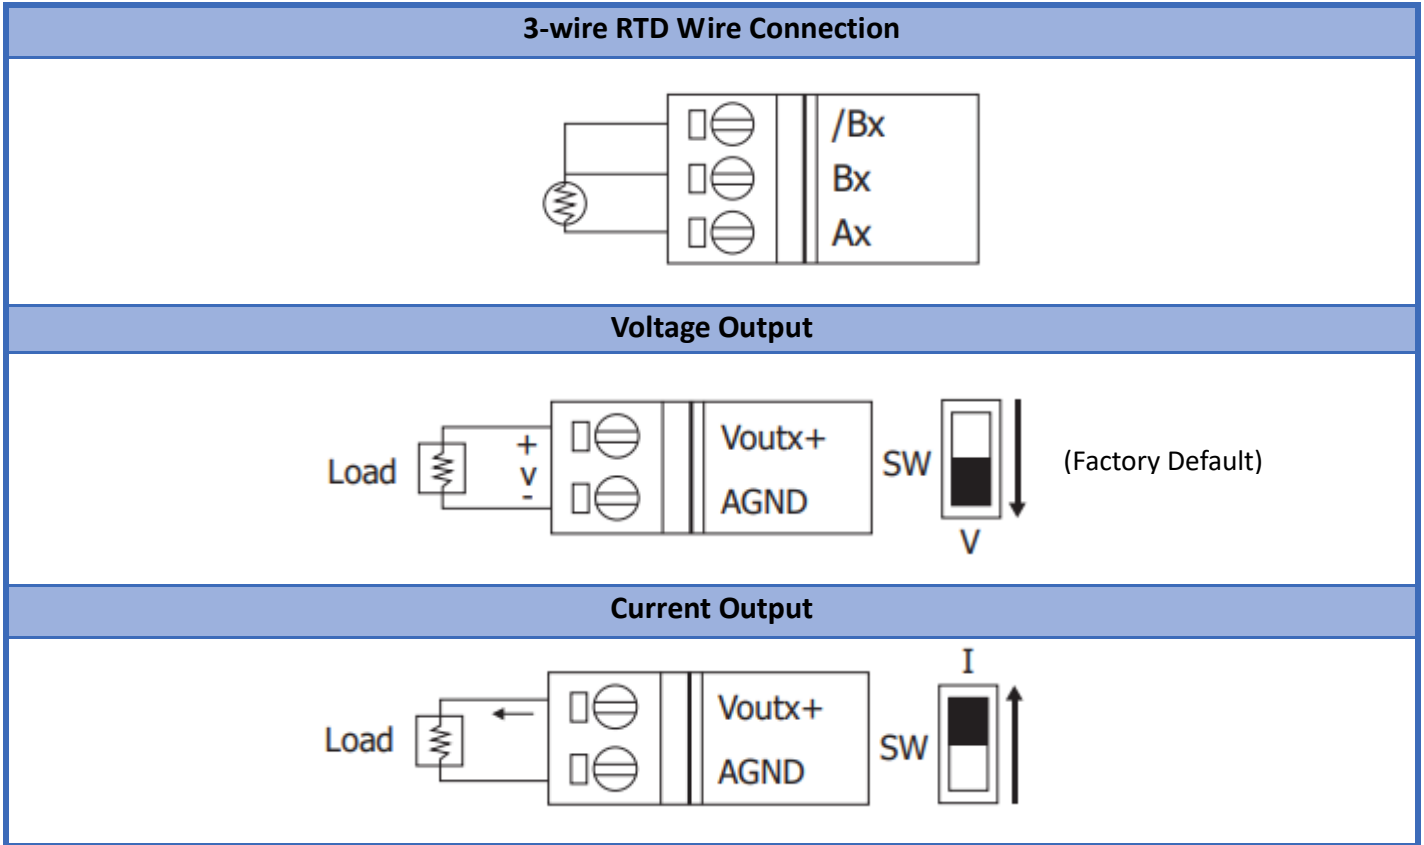 3-wire RTD Wire Connection
/Bx
Bx
Ax
Voltage Output
Load
+
V
-
Voutx+
AGND
SW
V
(Factory Default)
Current Output
Load
Voutx+
AGND
SW
I